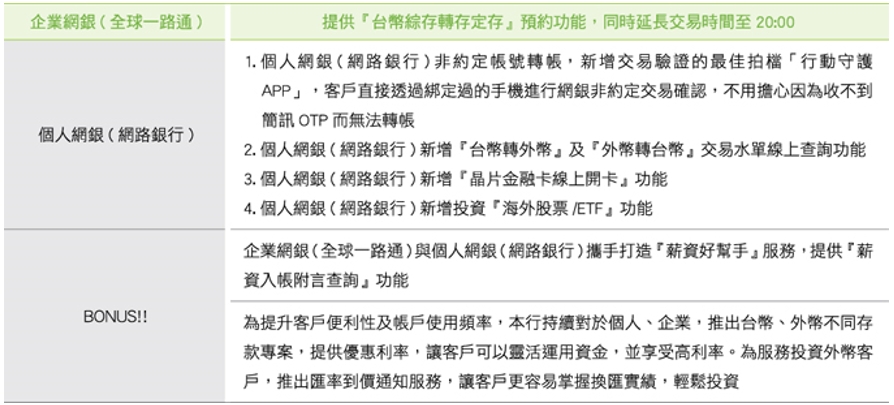 企業網銀（全球一路通）
提供『台幣綜存轉存定存』預約功能，同時延長交易時間至 20:00
個人網銀（網路銀行）
1. 個人網銀（網路銀行）非約定帳號轉帳，新增交易驗證的最佳拍檔「行動守護
APP」，客戶直接透過綁定過的手機進行網銀非約定交易確認，不用擔心因為收不到
簡訊 OTP 而無法轉帳
2. 個人網銀（網路銀行）新增『台幣轉外幣』及『外幣轉台幣』交易水單線上查詢功能
3. 個人網銀（網路銀行）新增『晶片金融卡線上開卡』功能
4. 個人網銀（網路銀行）新增投資『海外股票 /ETF』功能
BONUS!!
企業網銀（全球一路通）與個人網銀（網路銀行）攜手打造『薪資好幫手』服務，提供『薪
資入帳附言查詢』功能
為提升客戶便利性及帳戶使用頻率，本行持續對於個人、企業，推出台幣、外幣不同存
款專案，提供優惠利率，讓客戶可以靈活運用資金，並享受高利率。為服務投資外幣客
戶，推出匯率到價通知服務，讓客戶更容易掌握換匯實績，輕鬆投資